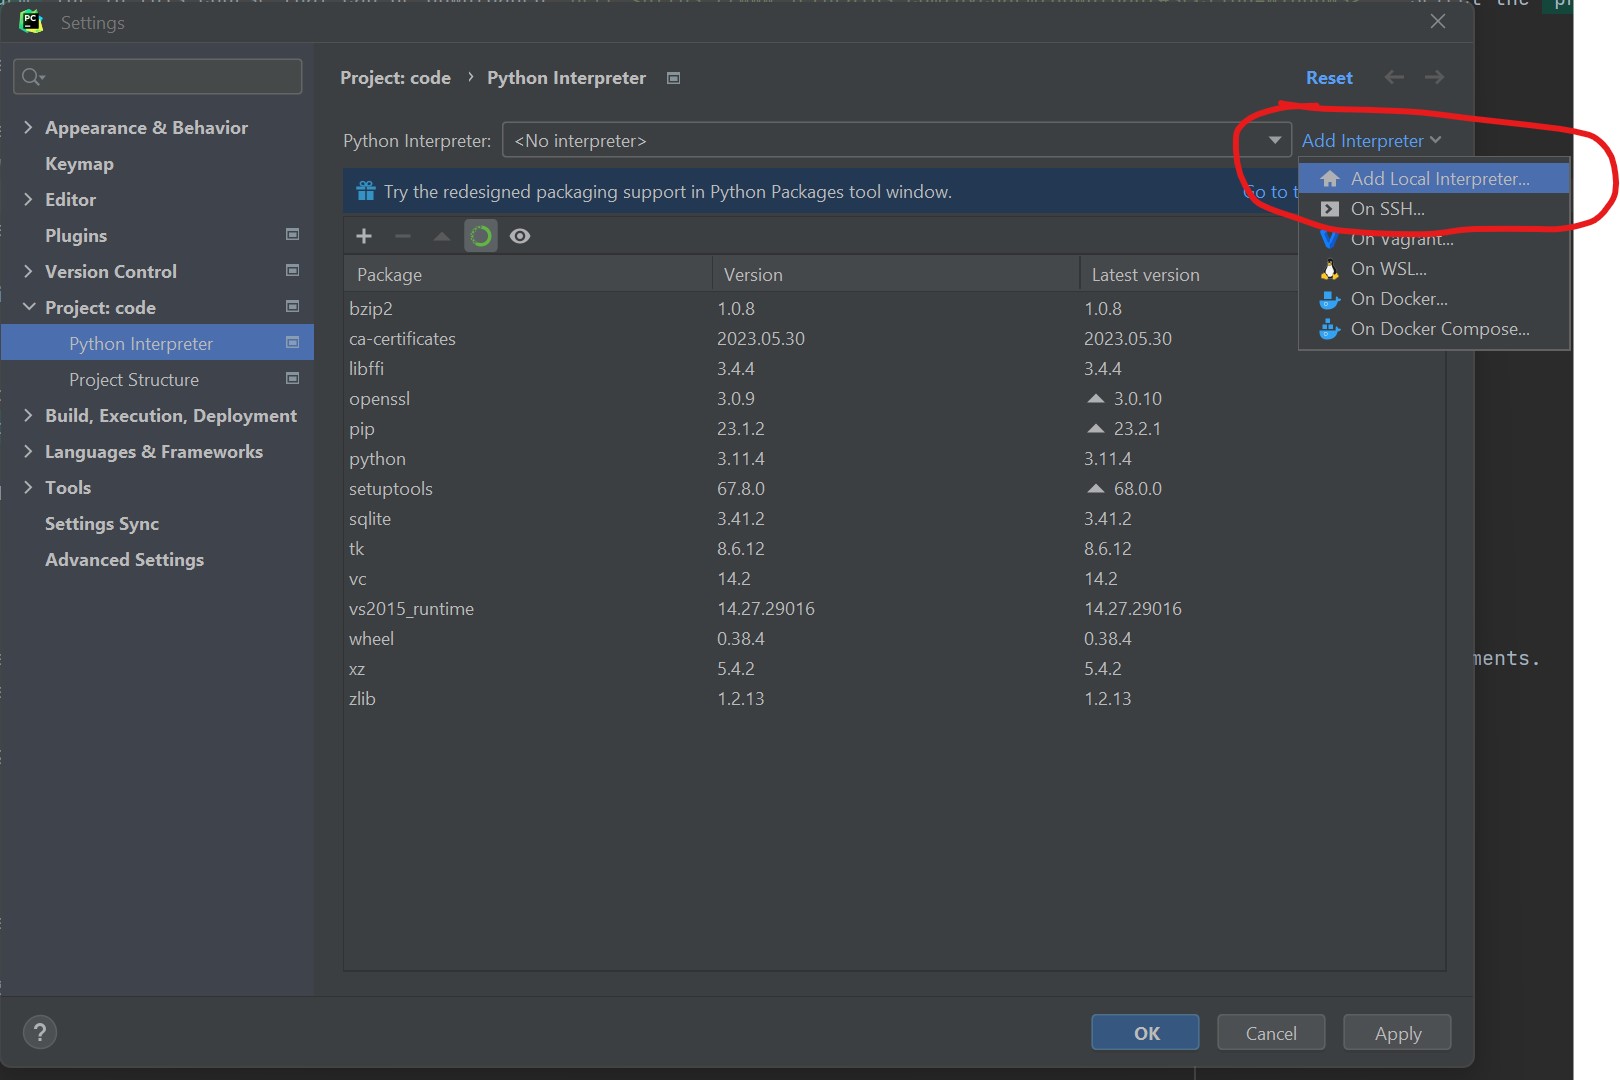 Settings
Project: code › Python Interpreter
Reset
Python Interpreter: <No interpreter>
Add Interpreter
Try the redesigned packaging support in Python Packages tool window.
Go to t
Add Local Interpreter...
On SSH...
On Vagrant...
On WSL...
On Docker...
On Docker Compose...
Appearance & Behavior
Keymap
Editor
Plugins
Version Control
Project: code
Python Interpreter
Project Structure
Build, Execution, Deployment
Languages & Frameworks
Tools
Settings Sync
Advanced Settings
Package Version Latest version
bzip2 1.0.8 1.0.8
ca-certificates 2023.05.30 2023.05.30
libffi 3.4.4 3.4.4
openssl 3.0.9 3.0.10
pip 23.1.2 23.2.1
python 3.11.4 3.11.4
setuptools 67.8.0 68.0.0
sqlite 3.41.2 3.41.2
tk 8.6.12 8.6.12
vc 14.2 14.2
vs2015_runtime 14.27.29016 14.27.29016
wheel 0.38.4 0.38.4
xz 5.4.2 5.4.2
zlib 1.2.13 1.2.13
ments.
?
OK
Cancel
Apply